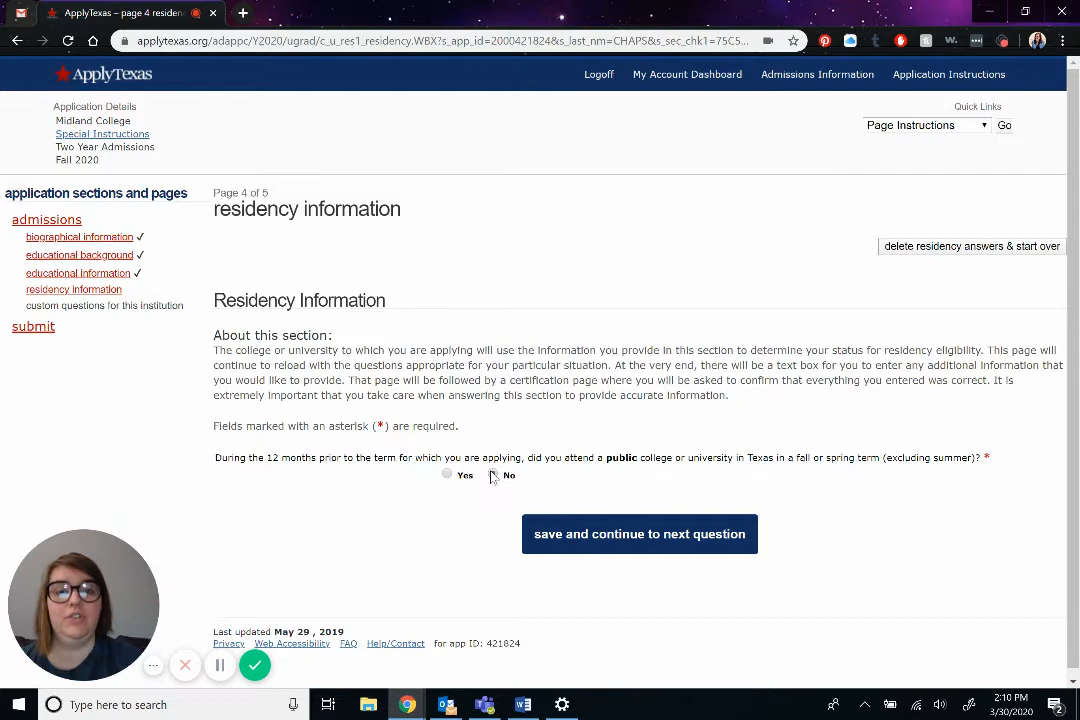 ApplyTexas – page 4 residen
applytexas.org/adappc/Y2020/ugrad/c_u_res1_residency.WBX?s_app_id=2000421824&s_last_nm=CHAPS&s_sec_chk1=75C5...
ApplyTexas
Logoff
My Account Dashboard
Admissions Information
Application Instructions
Application Details
Midland College
Special Instructions
Two Year Admissions
Fall 2020
Quick Links
Page Instructions
Go
application sections and pages
admissions
biographical information ✓
educational background ✓
educational information ✓
residency information
custom questions for this institution
submit
Page 4 of 5
residency information
delete residency answers & start over
Residency Information
About this section:
The college or university to which you are applying will use the information you provide in this section to determine your status for residency eligibility. This page will
continue to reload with the questions appropriate for your particular situation. At the very end, there will be a text box for you to enter any additional information that
you would like to provide. That page will be followed by a certification page where you will be asked to confirm that everything you entered was correct. It is
extremely important that you take care when answering this section to provide accurate information.
Fields marked with an asterisk (*) are required.
During the 12 months prior to the term for which you are applying, did you attend a public college or university in Texas in a fall or spring term (excluding summer)? *
Yes
No
save and continue to next question
Last updated May 29 , 2019
Privacy Web Accessibility FAQ Help/Contact for app ID: 421824
Type here to search
2:10 PM
3/30/2020
2